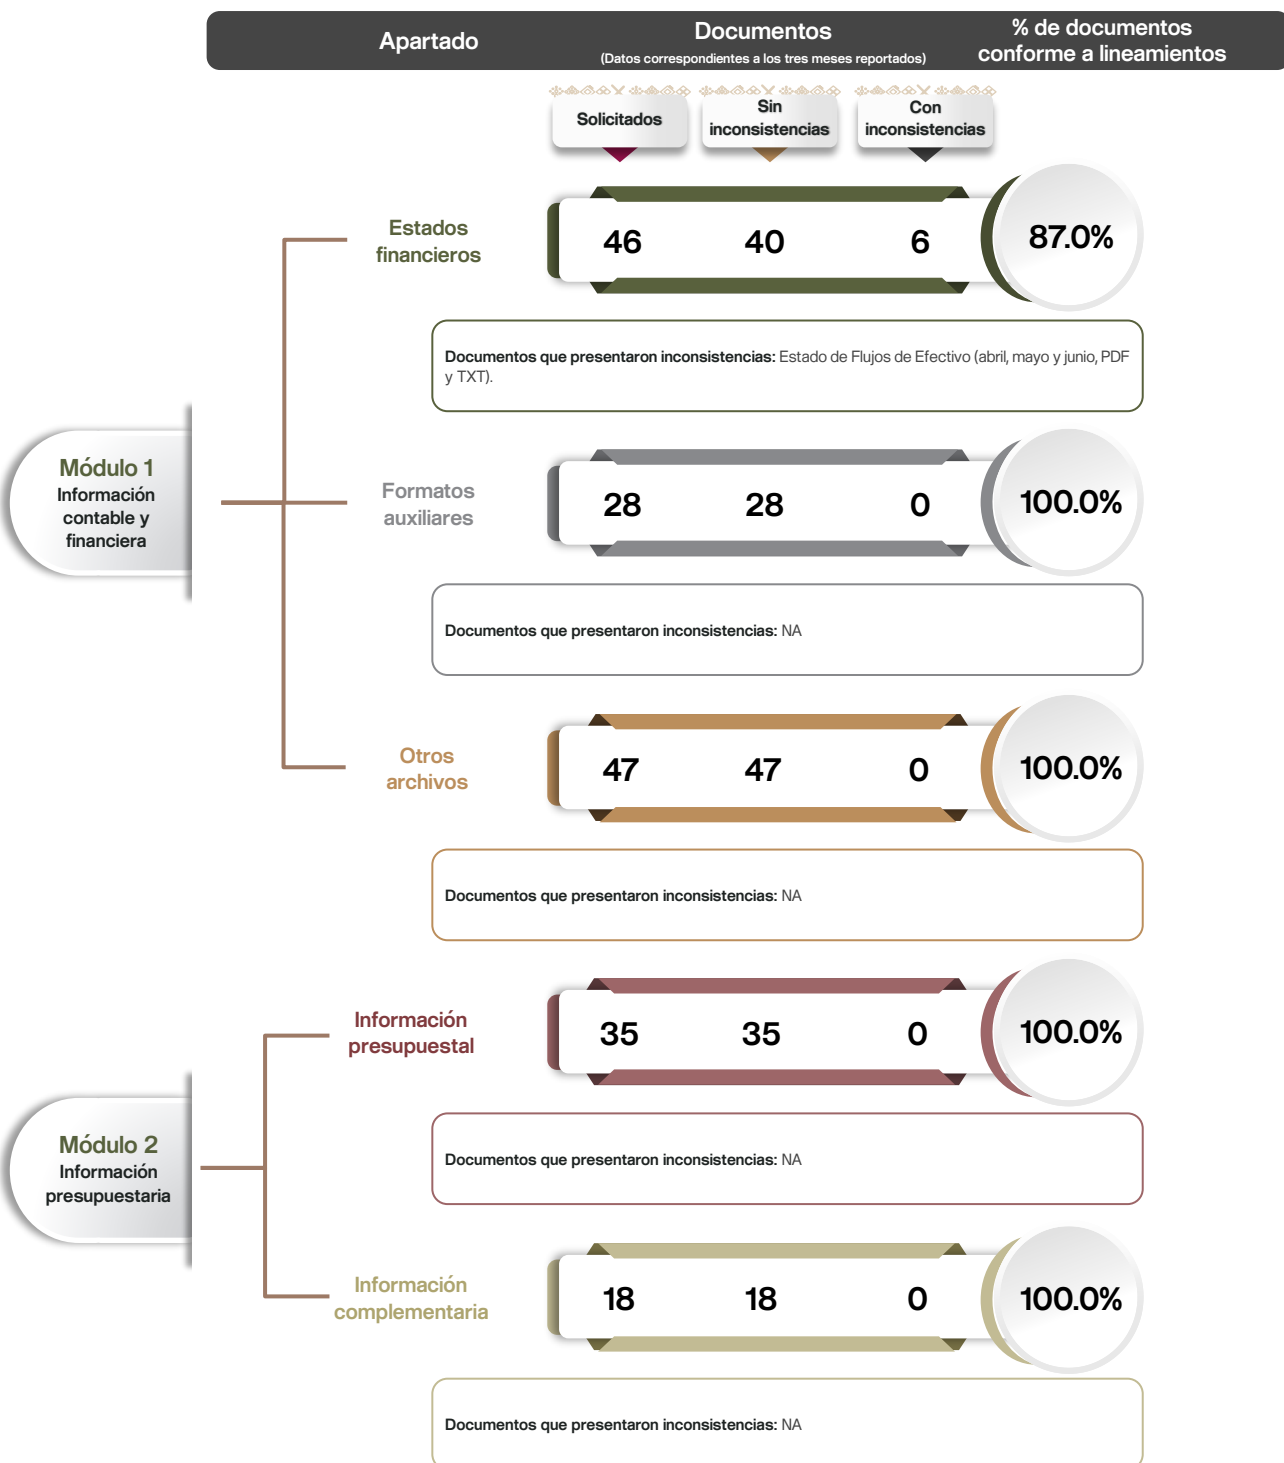 Apartado
Documentos
(Datos correspondientes a los tres meses reportados)
% de documentos
conforme a lineamientos
Solicitados
Sin
inconsistencias
Con
inconsistencias
Módulo 1
Información
contable y
financiera
Estados
financieros
46 40 6 87.0%
Documentos que presentaron inconsistencias: Estado de Flujos de Efectivo (abril, mayo y junio, PDF
y TXT).
Formatos
auxiliares
28 28 0 100.0%
Documentos que presentaron inconsistencias: NA
Otros
archivos
47 47 0 100.0%
Documentos que presentaron inconsistencias: NA
Módulo 2
Información
presupuestaria
Información
presupuestal
35 35 0 100.0%
Documentos que presentaron inconsistencias: NA
Información
complementaria
18 18 0 100.0%
Documentos que presentaron inconsistencias: NA